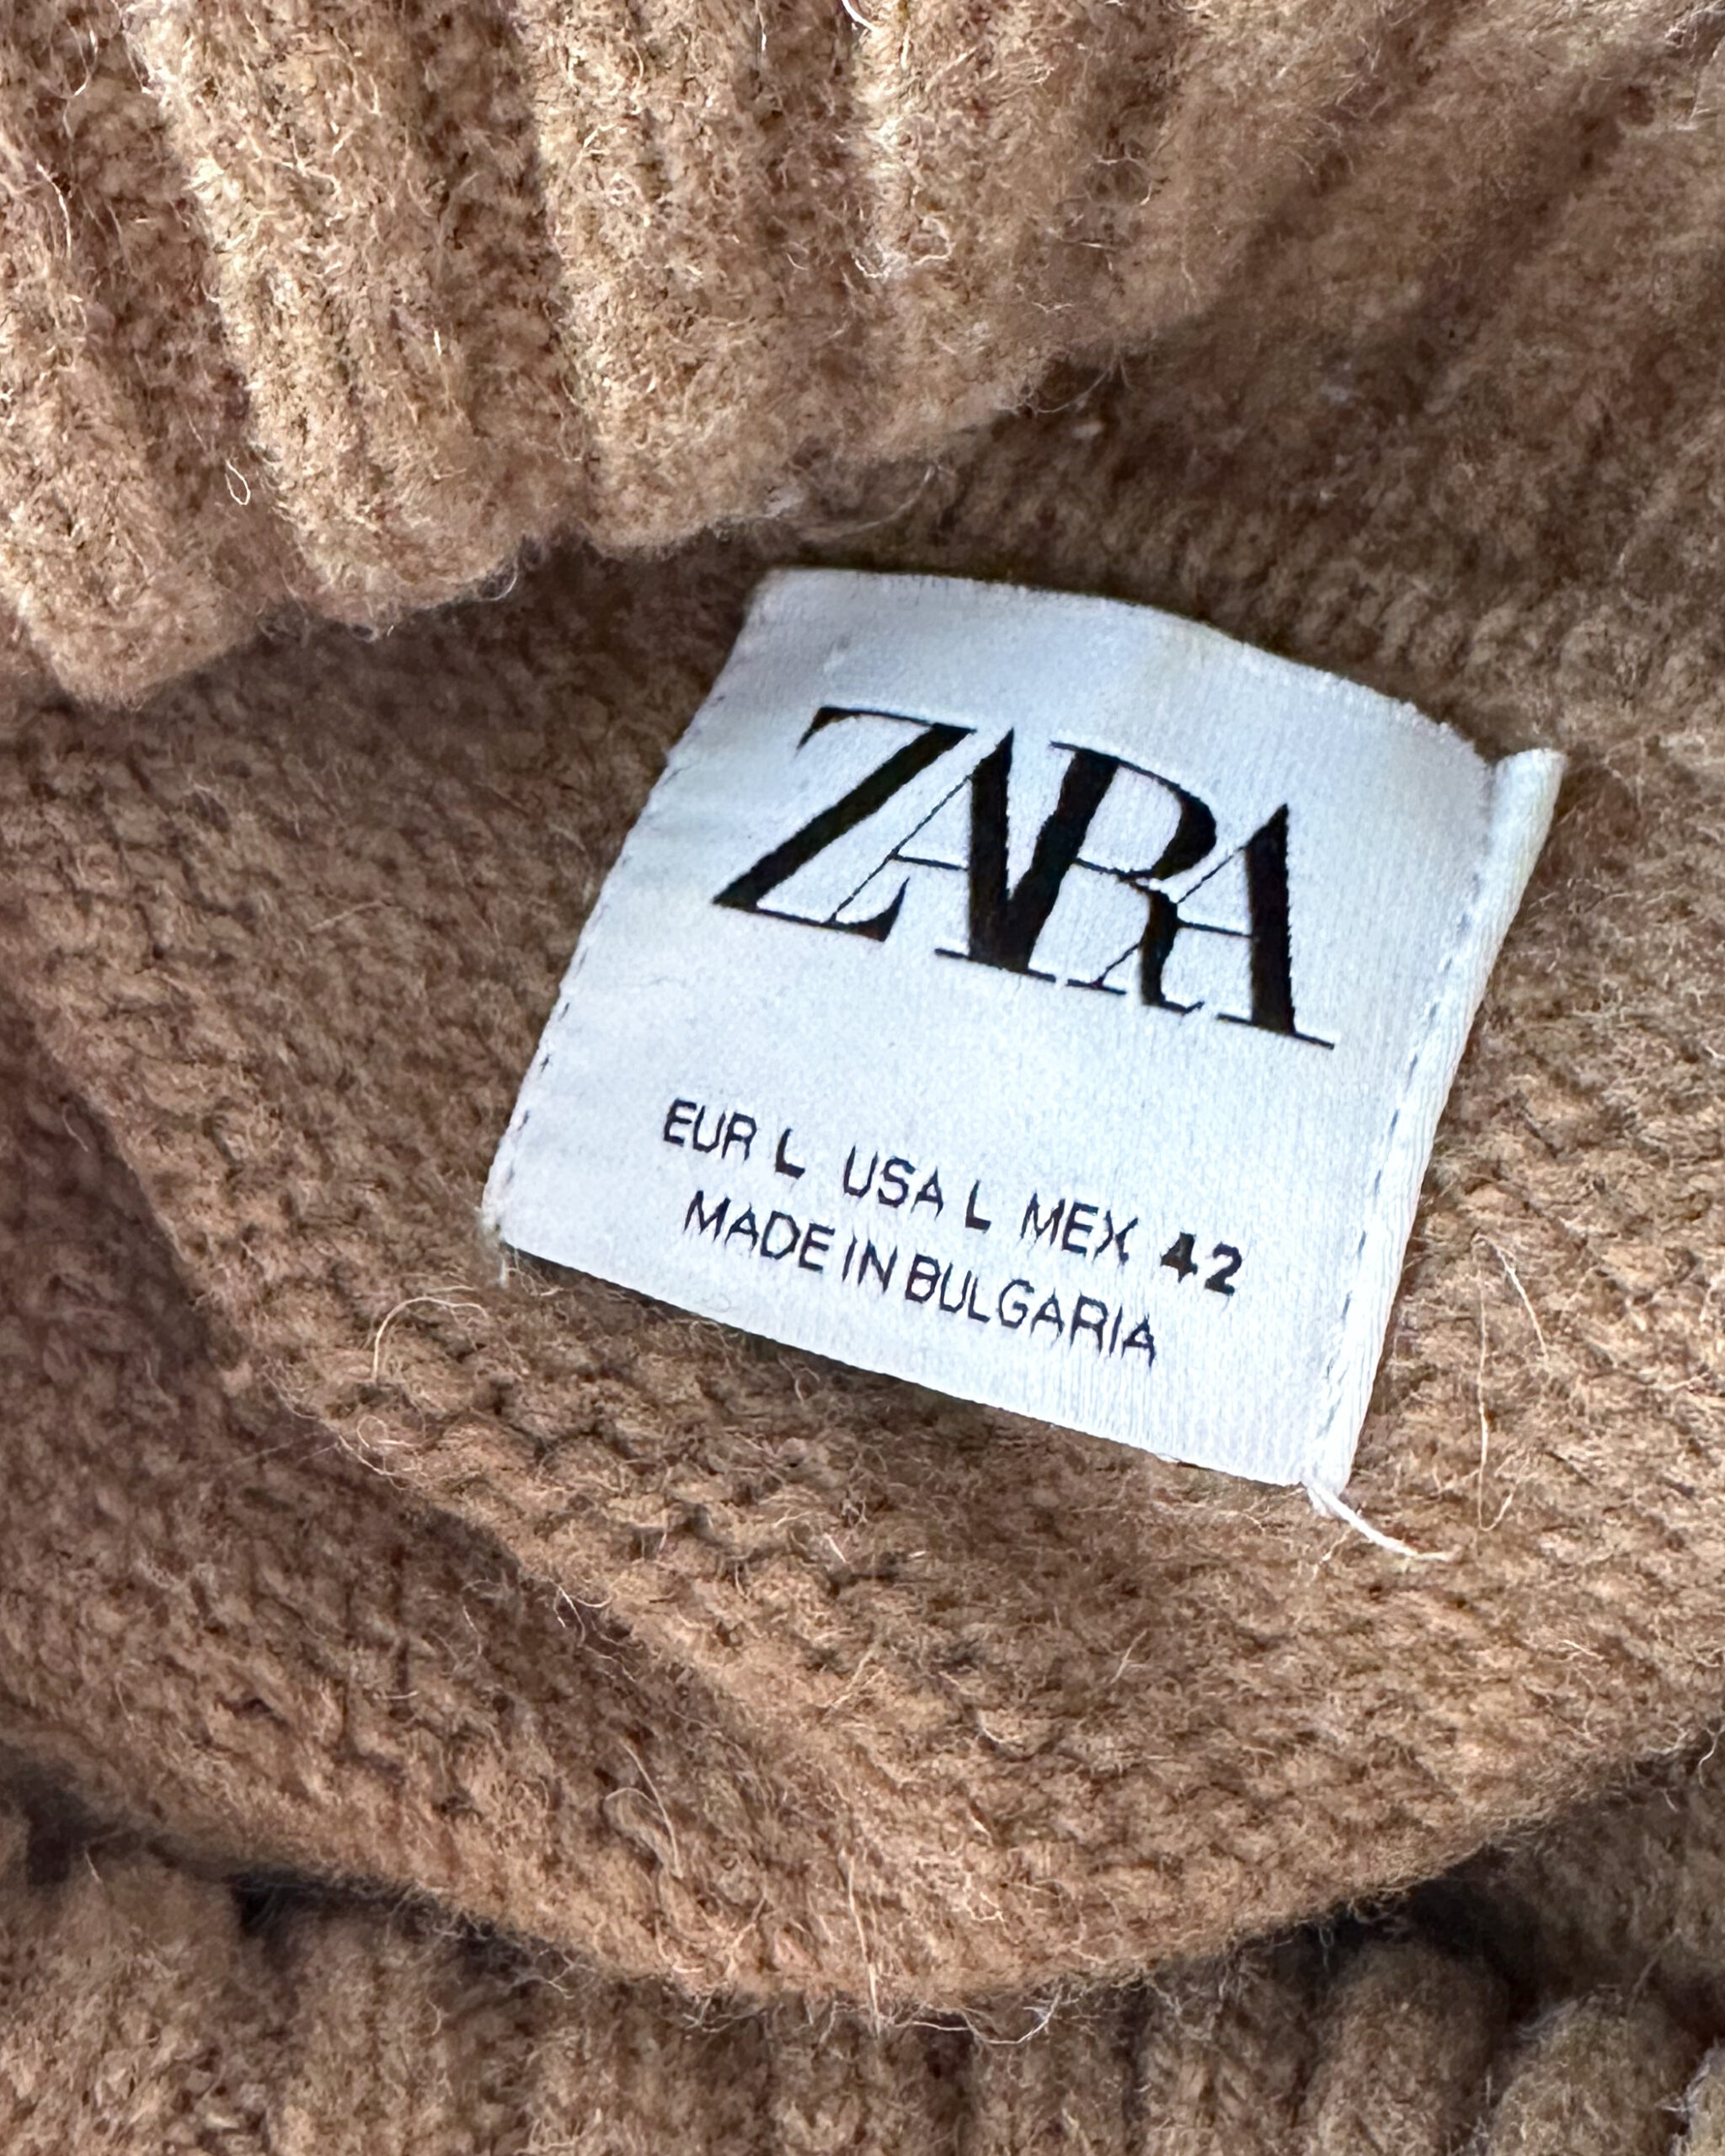 ZARA
EUR L USA L MEX 42
MADE IN BULGARIA